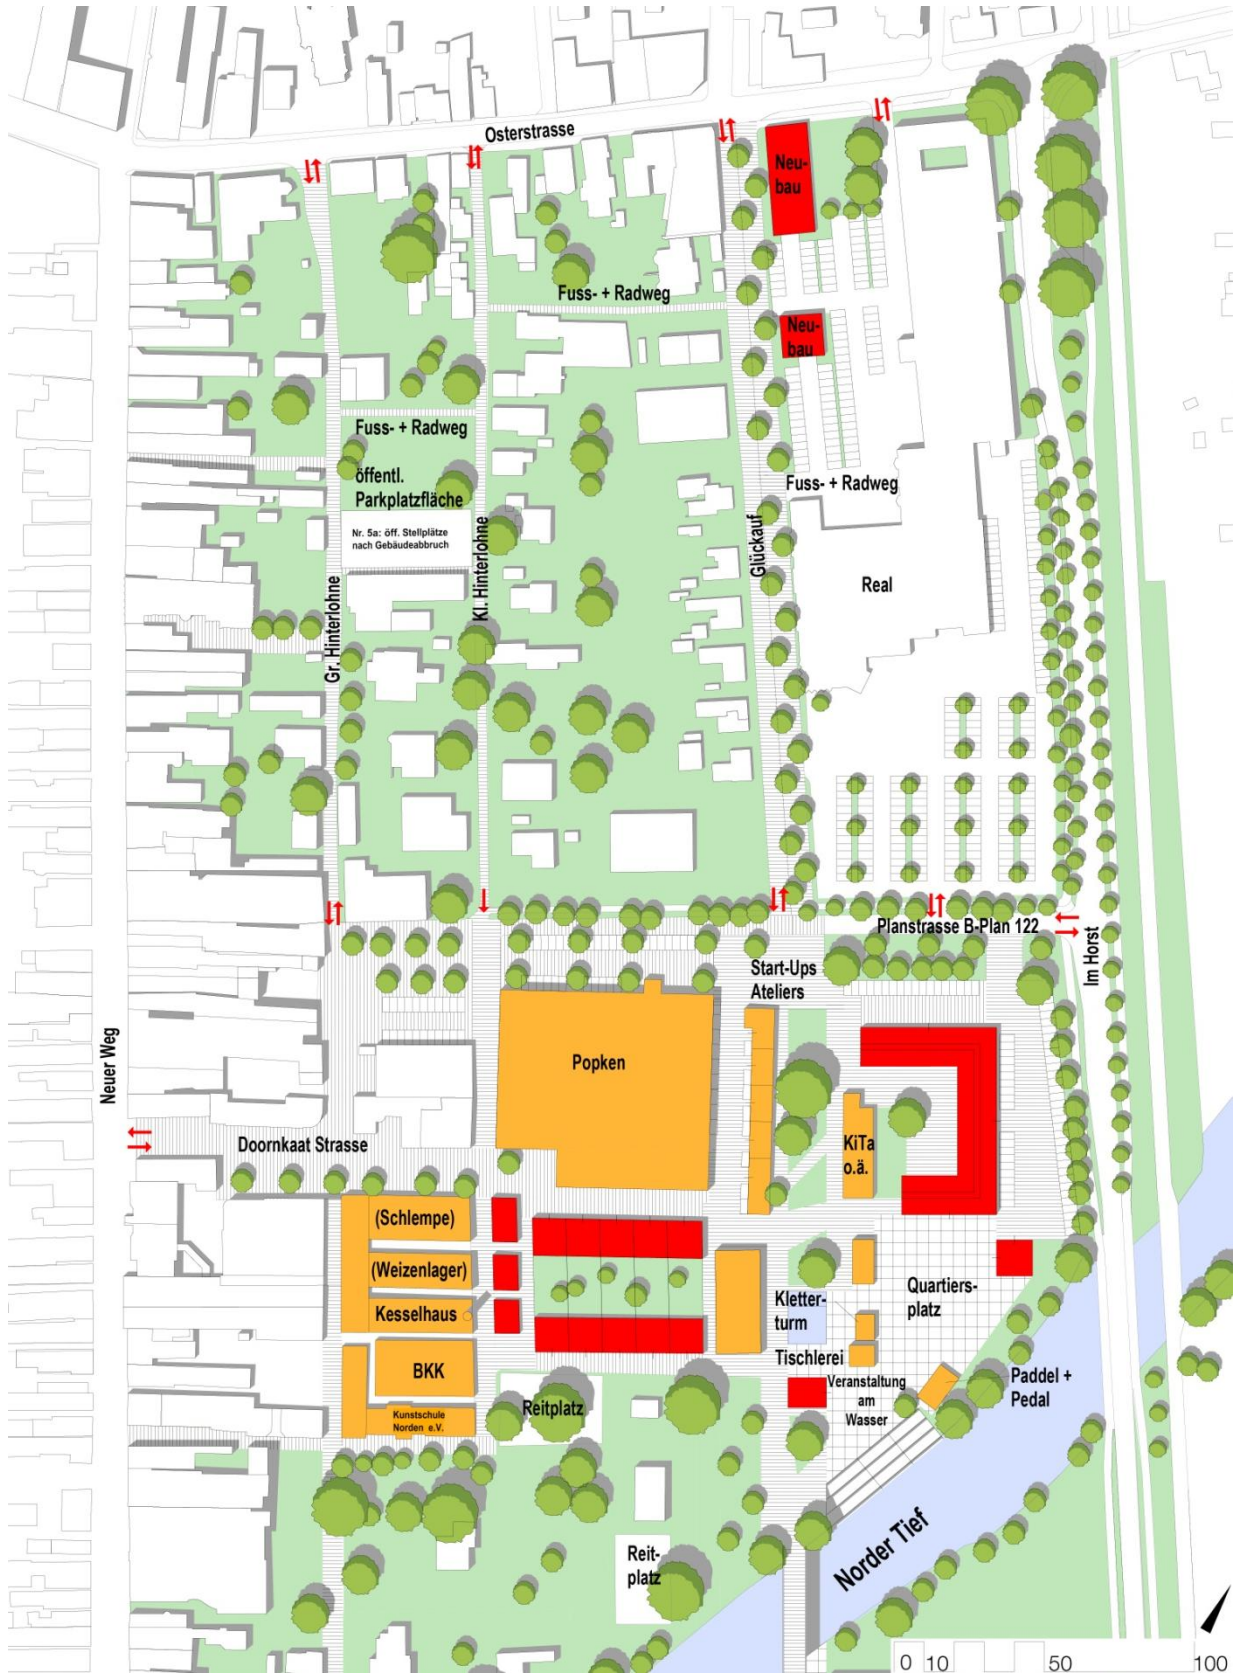 Osterstrasse
Neu-
bau
Fuss- + Radweg
Neu-
bau
Fuss- + Radweg
öffentl.
Parkplatzfläche
Fuss- + Radweg
Nr. 5a: öff. Stellplätze
nach Gebäudeabbruch
Gr. Hinterlohne
Kl. Hinterlohne
Glückauf
Real
Planstrasse B-Plan 122
Im Horst
Start-Ups
Ateliers
Neuer Weg
Popken
Doornkaat Strasse
KiTa
o.ä.
(Schlempe)
(Weizenlager)
Kesselhaus
Quartiers-
platz
Kletter-
turm
Tischlerei
BKK
Veranstaltung
am
Wasser
Paddel +
Pedal
Kunstschule
Norden e.V.
Reitplatz
Norder Tief
Reit-
platz
0 10 50 100